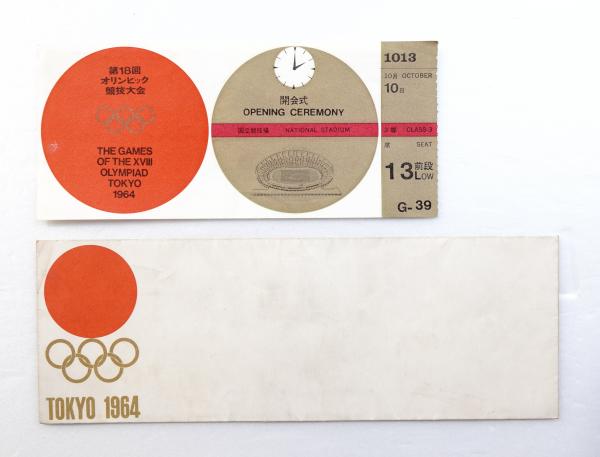 第18回
オリンピック
競技大会
THE GAMES
OF THE XVIII
OLYMPIAD
TOKYO
1964
開会式
OPENING CEREMONY
国立競技場 NATIONAL STADIUM
1013
10月 OCTOBER
10日
3等 CLASS-3
席 SEAT
13 前段 LOW
G- 39
TOKYO 1964